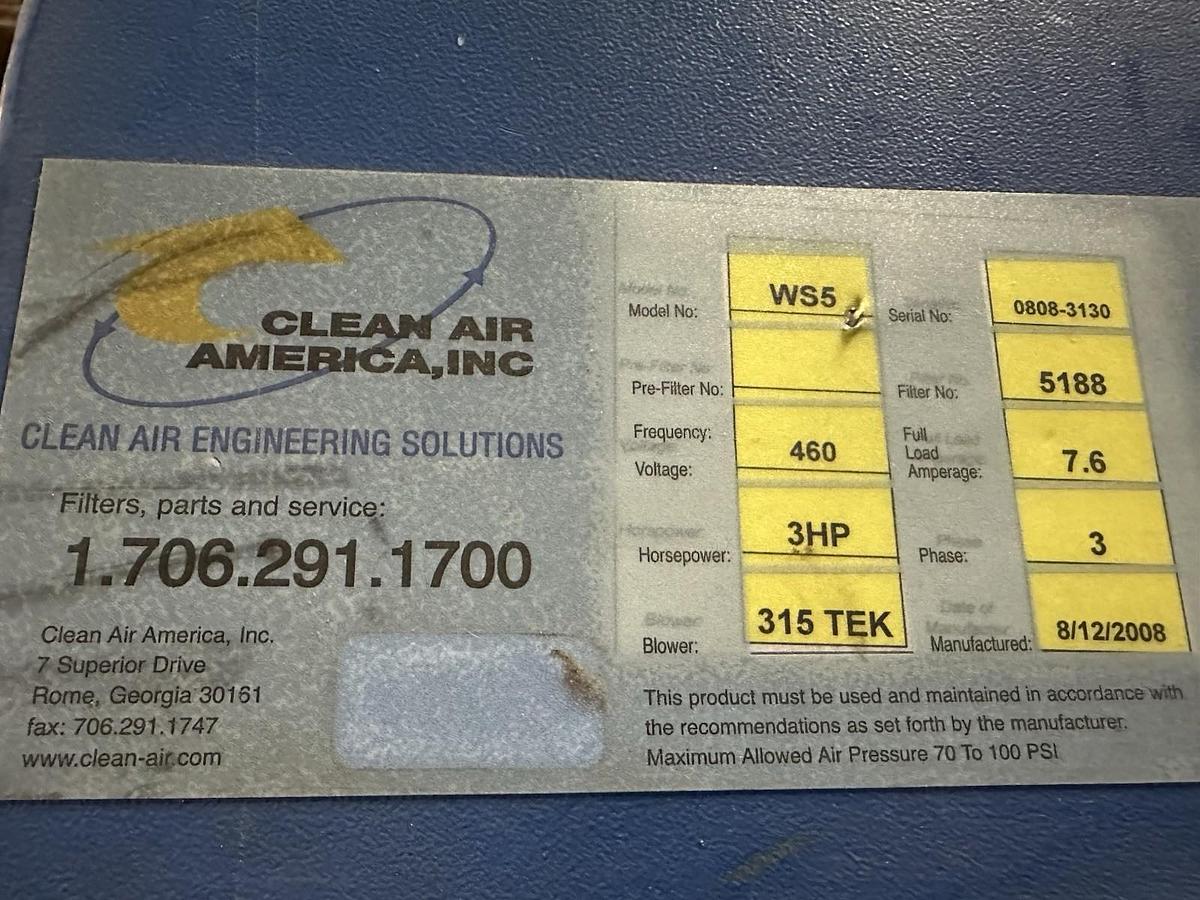 CLEAN AIR
AMERICA,INC
CLEAN AIR ENGINEERING SOLUTIONS
Filters, parts and service:
1.706.291.1700
Clean Air America, Inc.
7 Superior Drive
Rome, Georgia 30161
fax: 706.291.1747
www.clean-air.com
Model No: WS5 Serial No: 0808-3130
Pre-Filter No: Filter No: 5188
Frequency:
Voltage: 460 Full Load Amperage: 7.6
Horsepower: 3HP Phase: 3
Blower: 315 TEK Manufactured: 8/12/2008
This product must be used and maintained in accordance with
the recommendations as set forth by the manufacturer.
Maximum Allowed Air Pressure 70 To 100 PSI